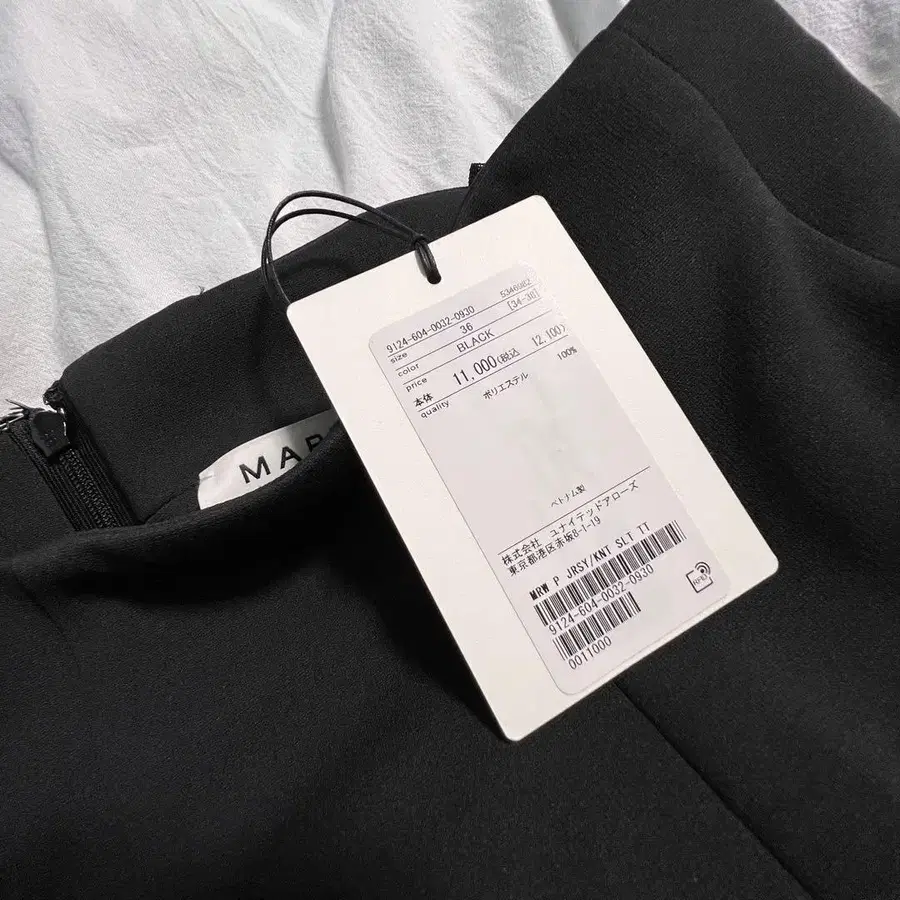 9124-604-0032-0930 5346982
size 36 [34-38]
color BLACK
price
本体 11,000(税込 12,100)
quality ポリエステル 100%
ベトナム製
株式会社 ユナイテッドアローズ
東京都港区赤坂8-1-19
MRW P JRSY/KNT SLT TT
9124-604-0032-0930
0011000
RFID
MAR